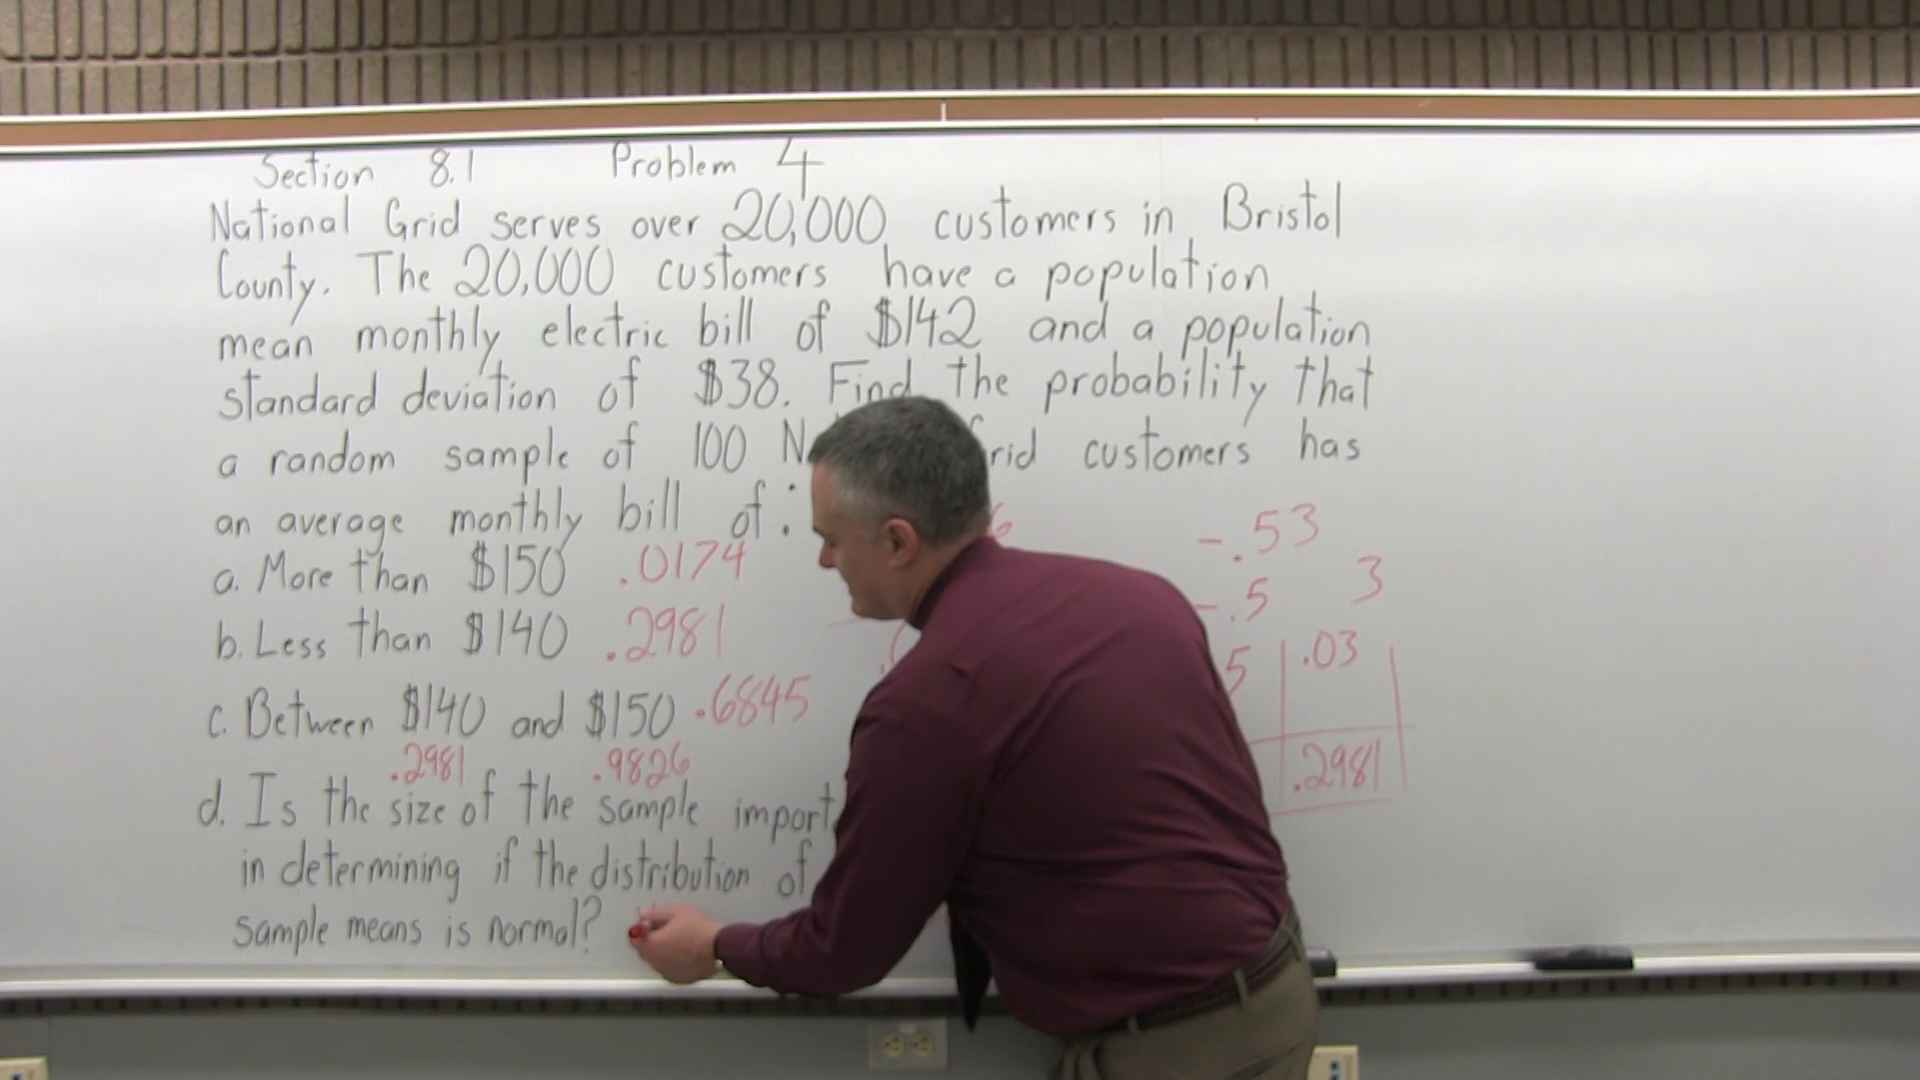 Section 8.1 Problem 4
National Grid serves over 20,000 customers in Bristol
County. The 20,000 customers have a population
mean monthly electric bill of $142 and a population
standard deviation of $38. Find the probability that
a random sample of 100 customers has
an average monthly bill of:
a. More than $150 .0174
b. Less than $140 .2981
c. Between $140 and $150 .6845
.2981 .9826
d. Is the size of the sample
in determining if the distribution of
sample means is normal?
-.53
-.5 3
5 .03
.2981